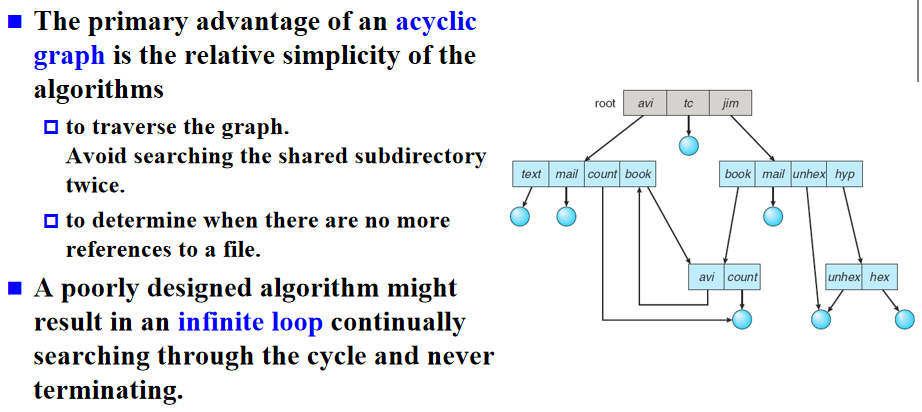 The primary advantage of an acyclic
graph is the relative simplicity of the
algorithms
to traverse the graph.
Avoid searching the shared subdirectory
twice.
to determine when there are no more
references to a file.
A poorly designed algorithm might
result in an infinite loop continually
searching through the cycle and never
terminating.
root avi tc jim
text mail count book
book mail unhex hyp
avi count
unhex hex